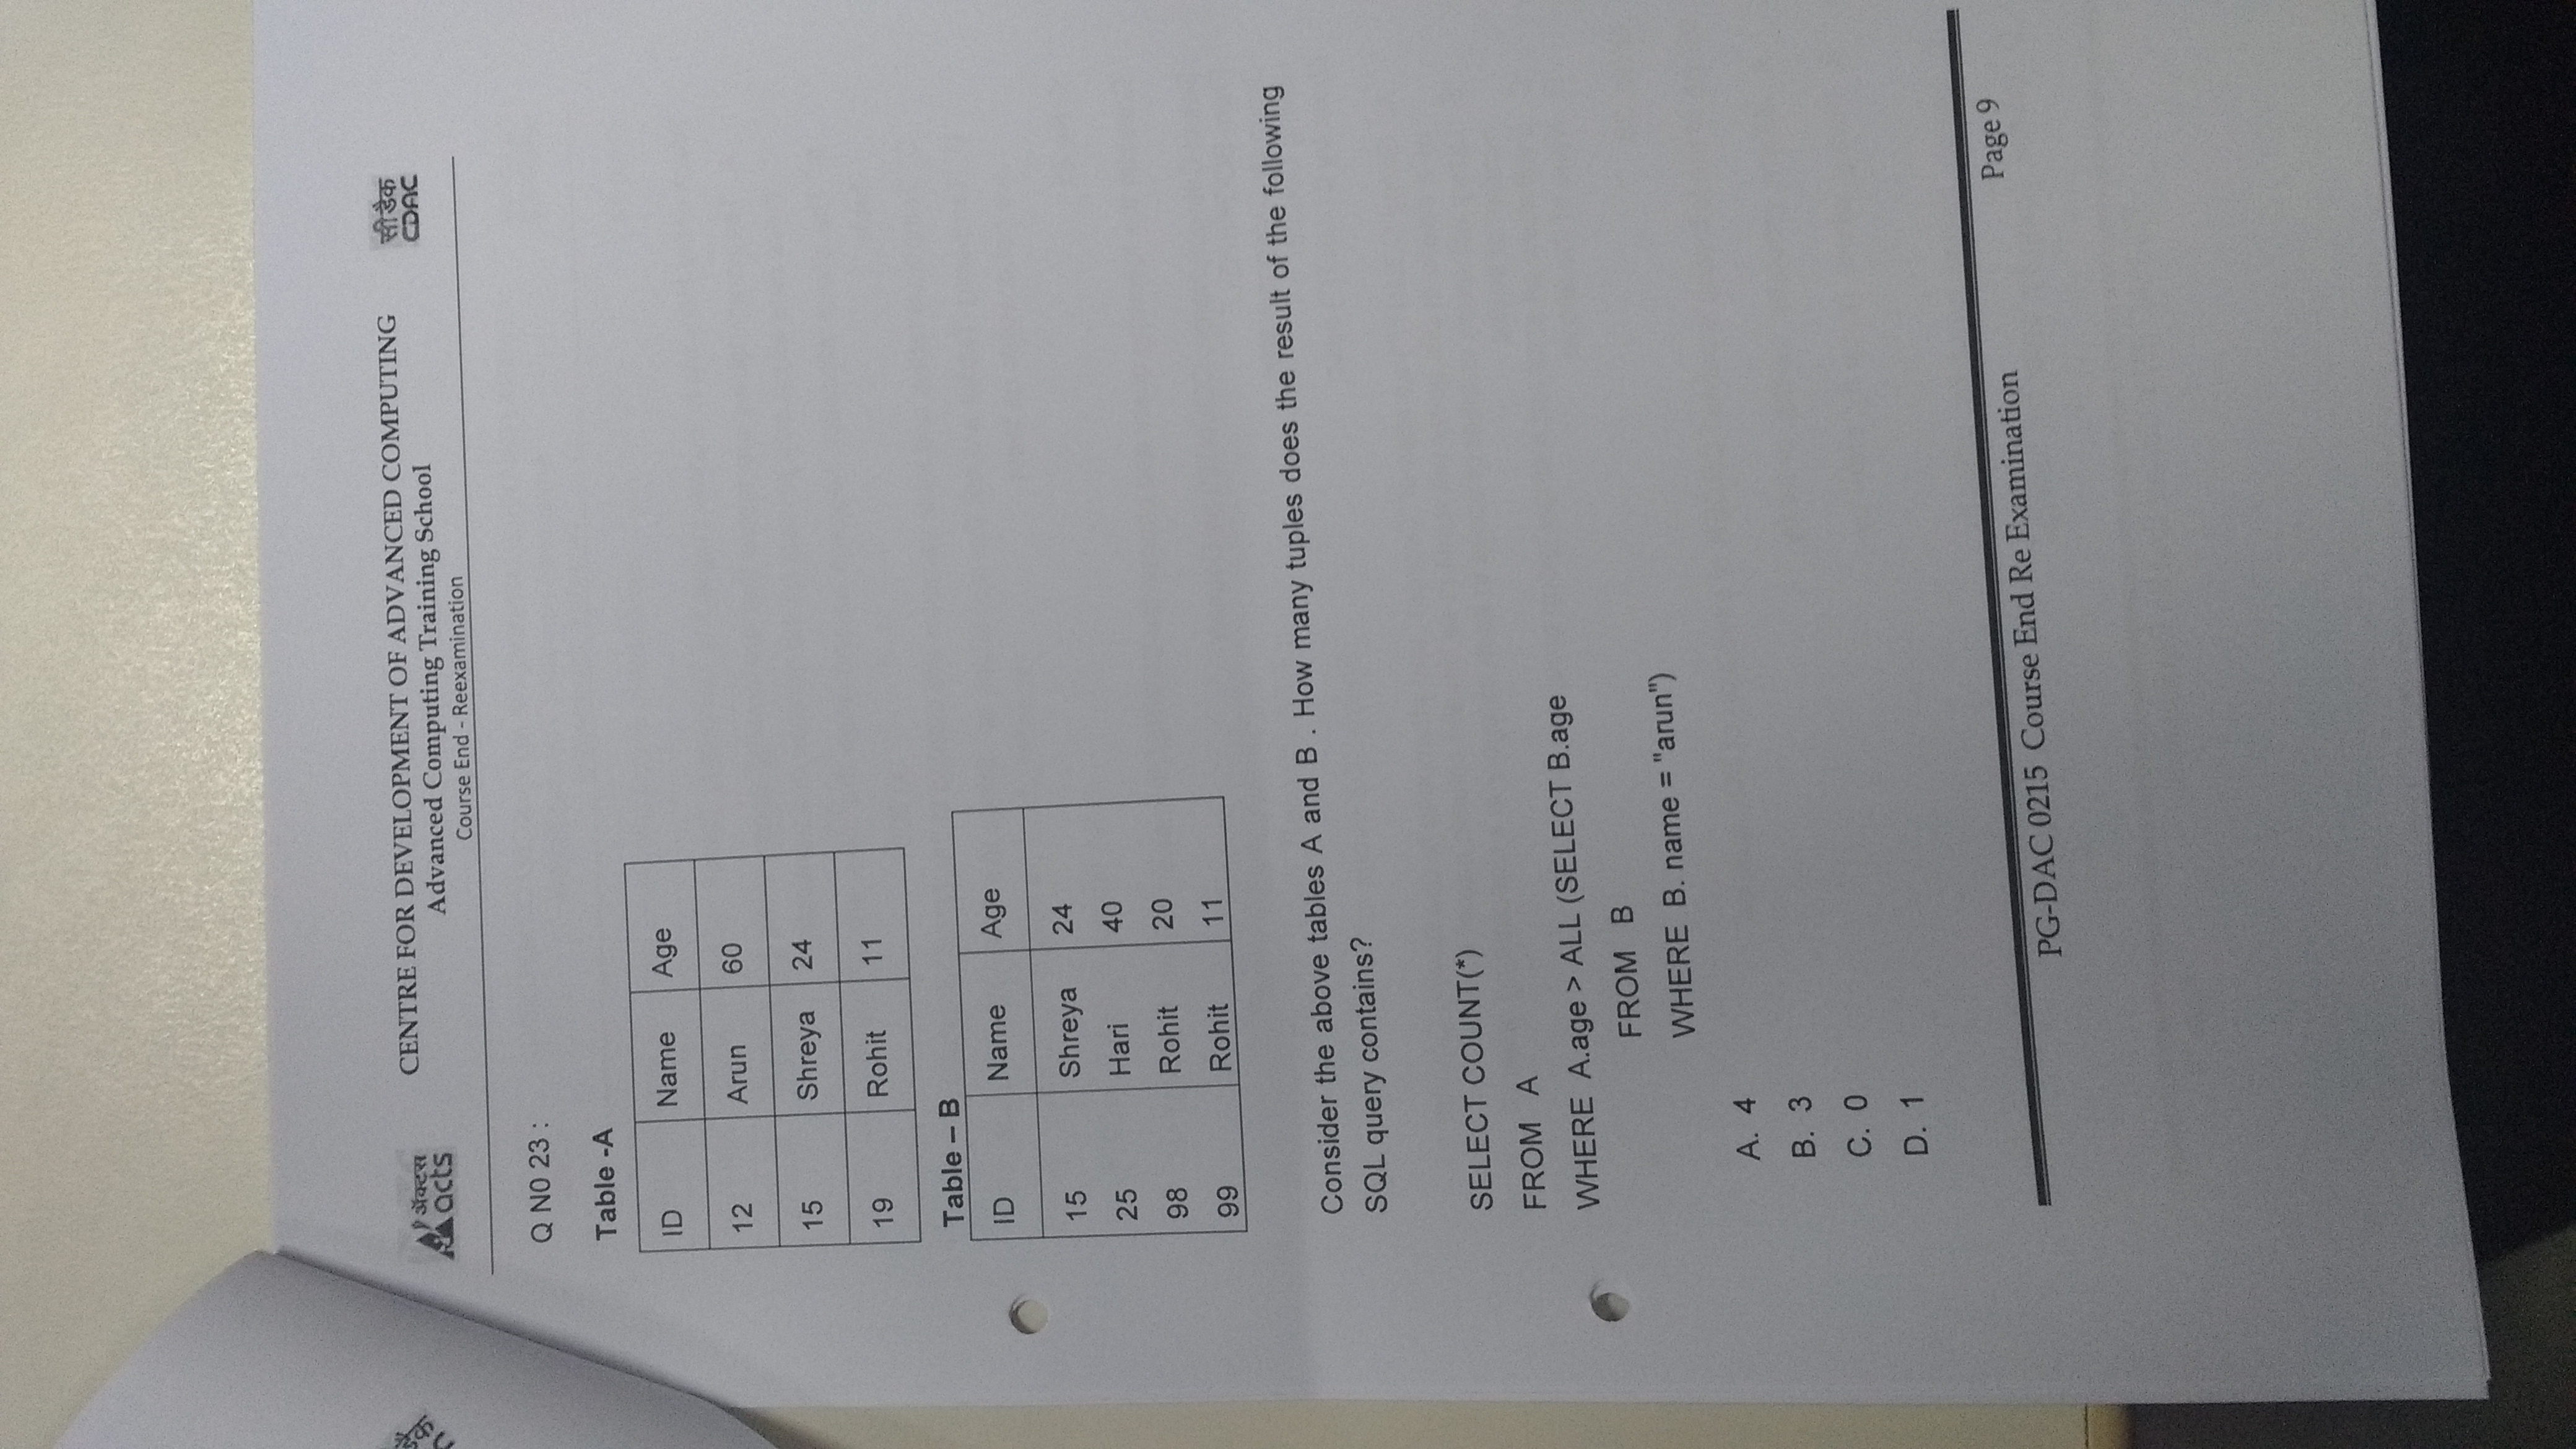 ॲक्टस
acts
CENTRE FOR DEVELOPMENT OF ADVANCED COMPUTING
Advanced Computing Training School
Course End - Reexamination
सी डैक
CDAC
Q NO 23 :
Table -A
ID Name Age
12 Arun 60
15 Shreya 24
19 Rohit 11
Table – B
ID Name Age
15 Shreya 24
25 Hari 40
98 Rohit 20
99 Rohit 11
Consider the above tables A and B . How many tuples does the result of the following
SQL query contains?
SELECT COUNT(*)
FROM A
WHERE A.age > ALL (SELECT B.age
FROM B
WHERE B. name = "arun")
A. 4
B. 3
C. 0
D. 1
PG-DAC 0215 Course End Re Examination Page 9
डैक